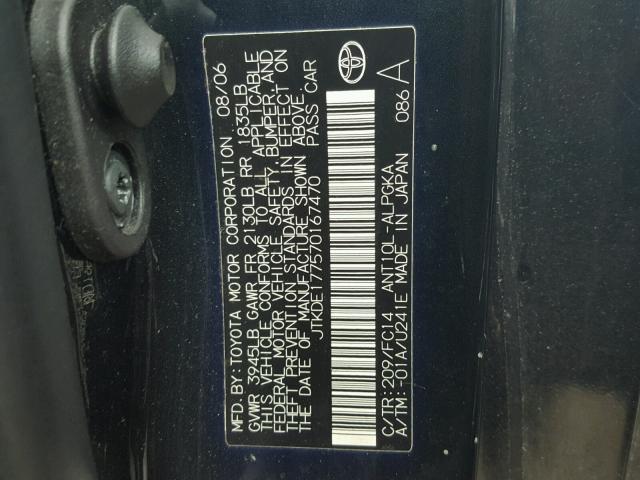 MFD. BY: TOYOTA MOTOR CORPORATION 08/06
GVWR 3945LB GAWR FR 2130LB RR 1835LB
THIS VEHICLE CONFORMS TO ALL APPLICABLE
FEDERAL MOTOR VEHICLE SAFETY, BUMPER, AND
THEFT PREVENTION STANDARDS IN EFFECT ON
THE DATE OF MANUFACTURE SHOWN ABOVE.
JTKDE177570167470 PASS CAR
C/TR: 209/FC14 ANT10L-ALPGKA 086 A
A/TM: -01A/U241E MADE IN JAPAN